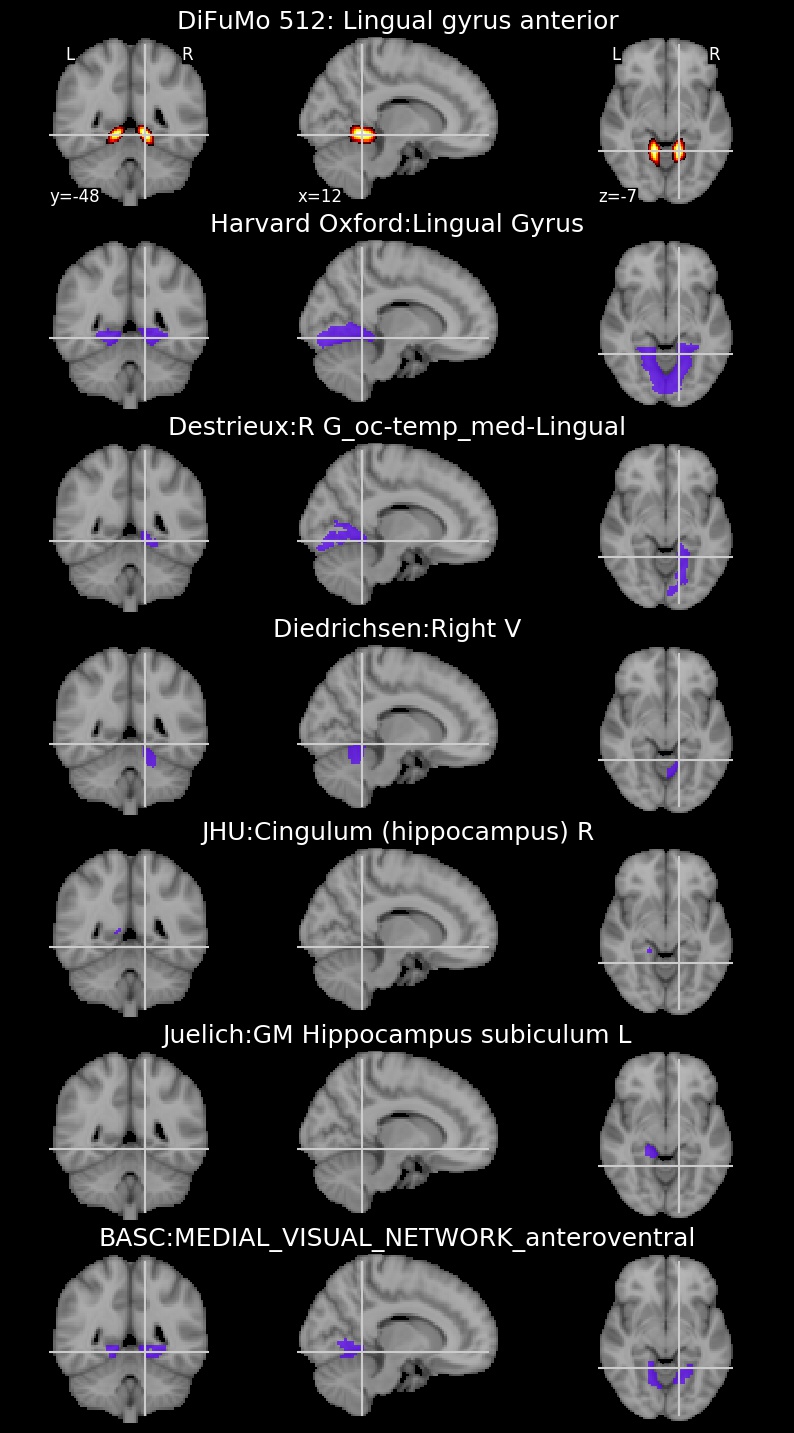 DiFuMo 512: Lingual gyrus anterior
L R L R
y=-48 x=12 z=-7
Harvard Oxford:Lingual Gyrus
Destrieux:R G_oc-temp_med-Lingual
Diedrichsen:Right V
JHU:Cingulum (hippocampus) R
Juelich:GM Hippocampus subiculum L
BASC:MEDIAL_VISUAL_NETWORK_anteroventral